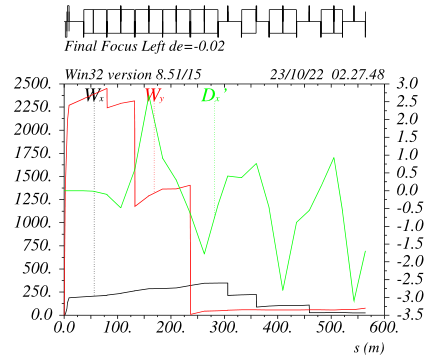 Final Focus Left de=-0.02
Win32 version 8.51/15 23/10/22 02.27.48
Wx Wy Dx'
2500. 3.0
2250. 2.5
2000. 2.0
1750. 1.5
1500. 1.0
1250. 0.5
1000. 0.0
750. -0.5
500. -1.0
250. -1.5
0.0 -2.0
-2.5
-3.0
-3.5
0.0 100. 200. 300. 400. 500. 600.
s (m)